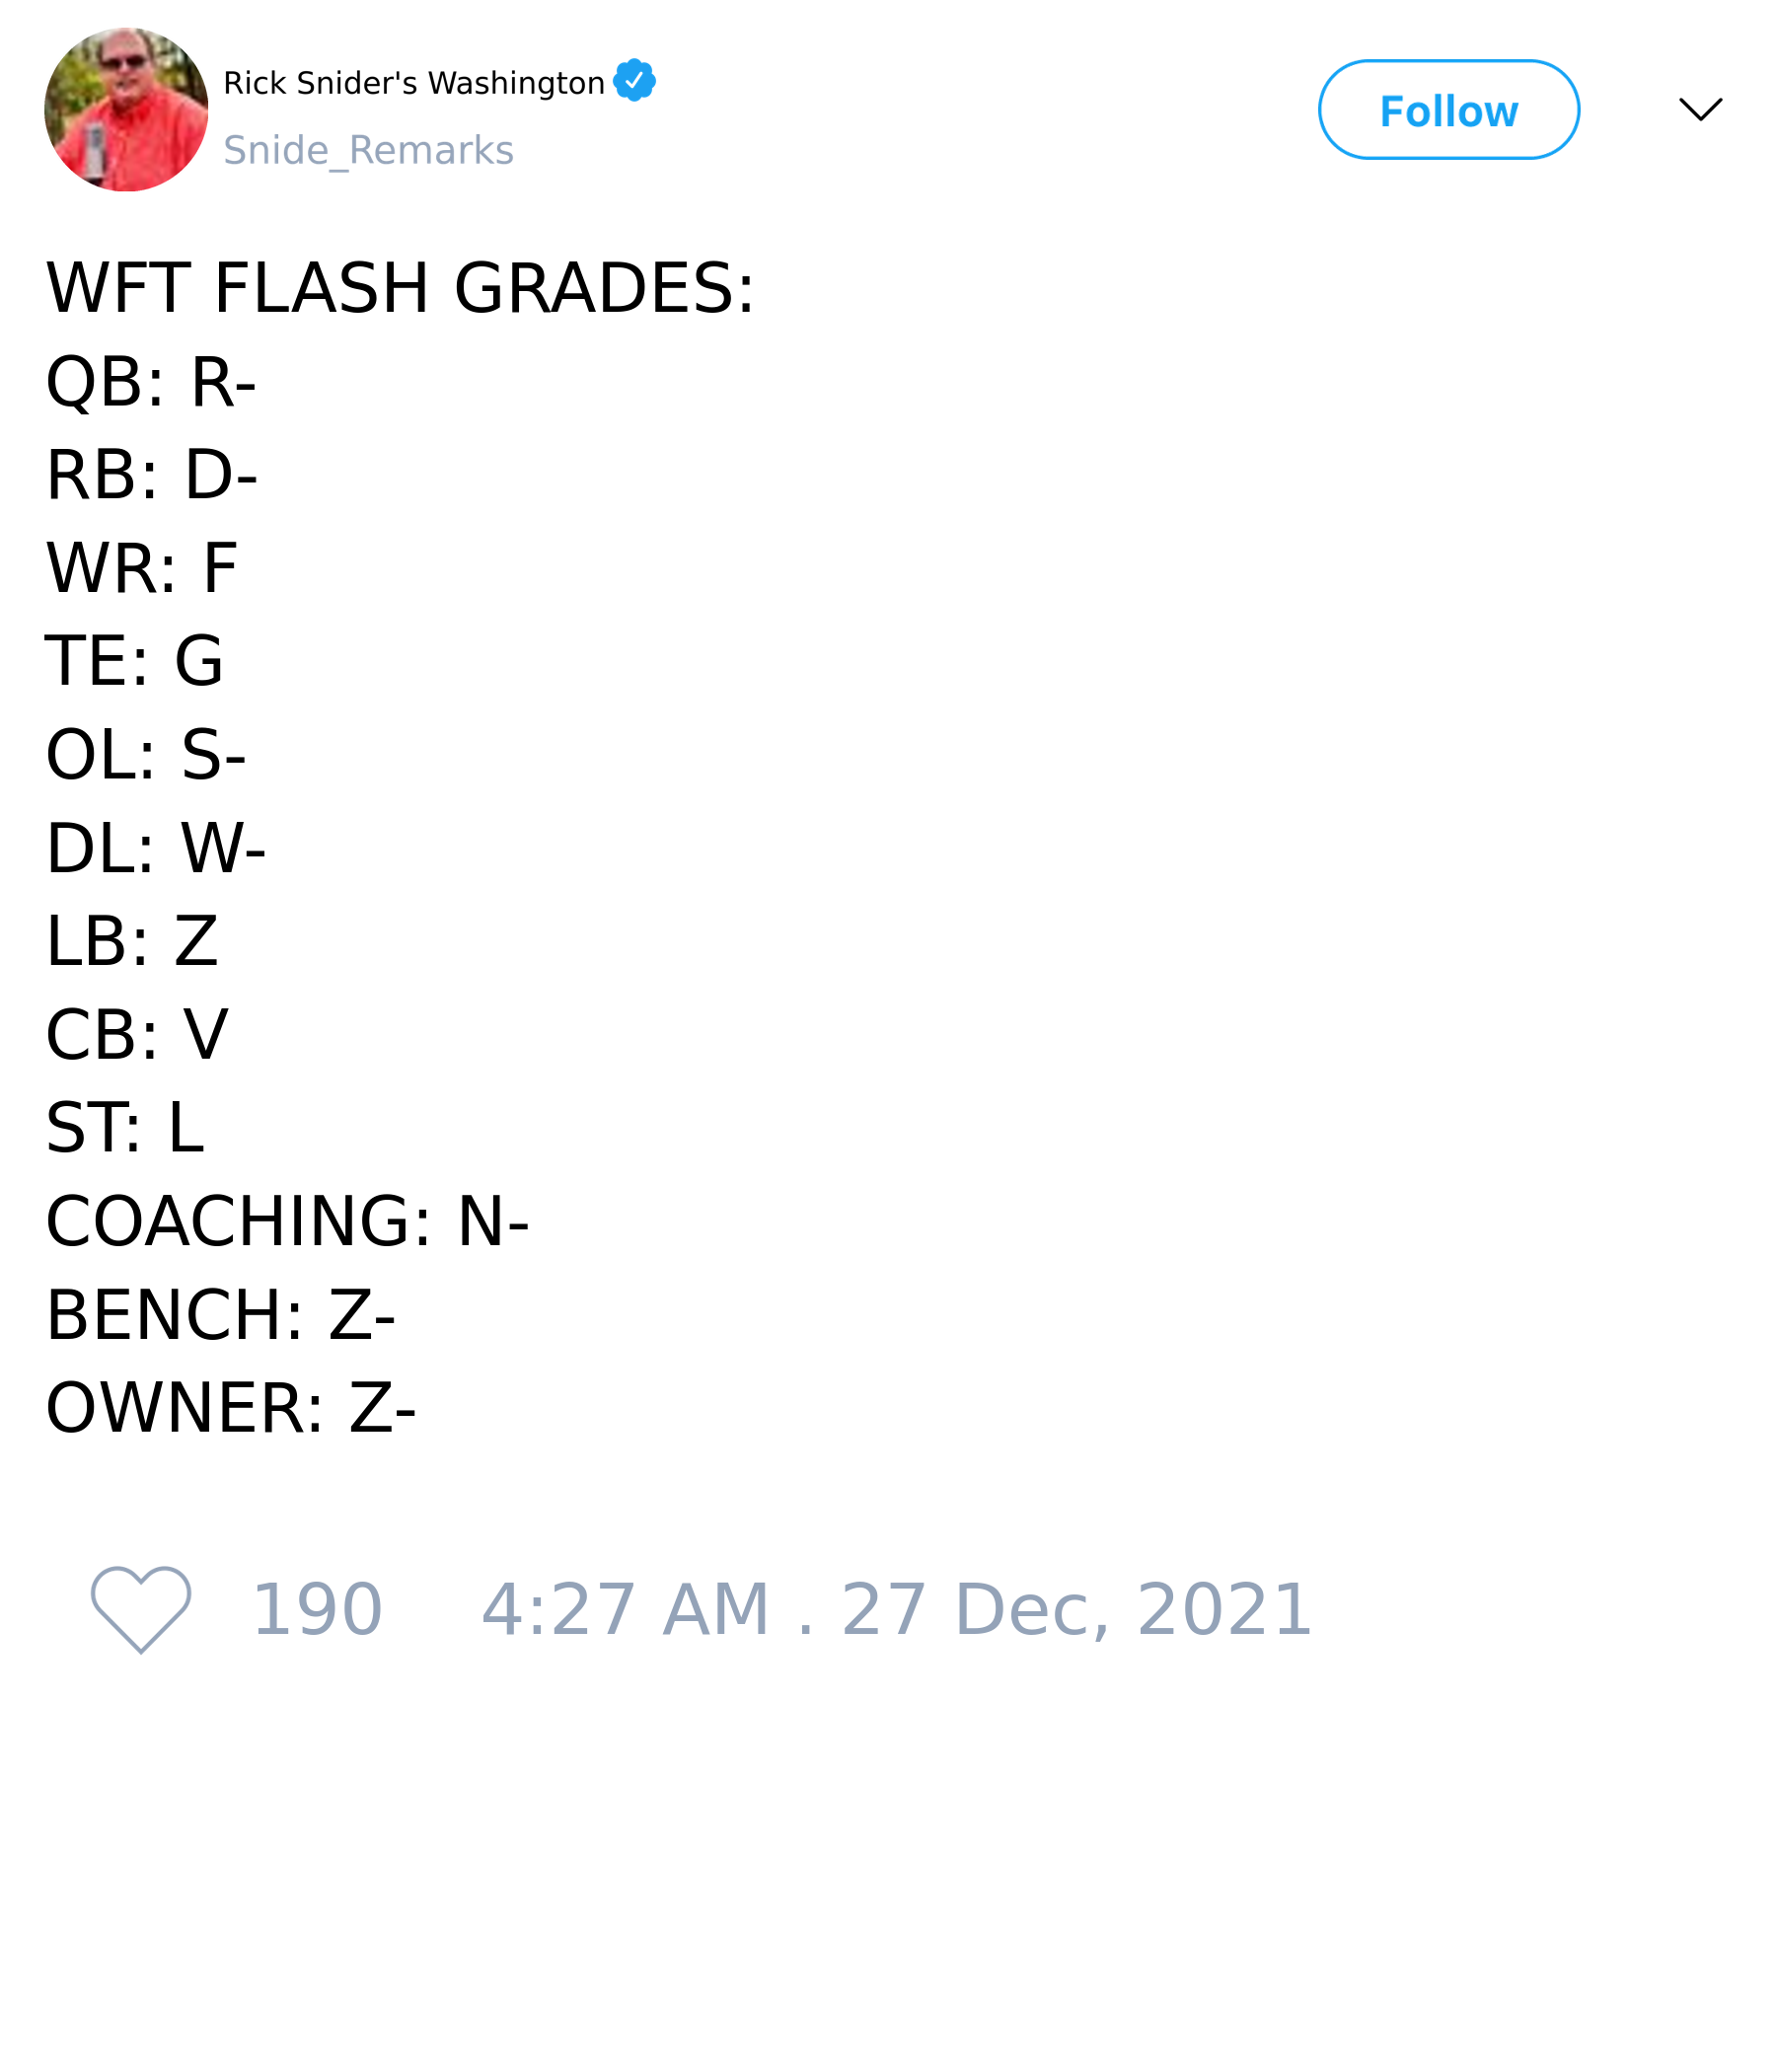 Rick Snider's Washington
Snide_Remarks
Follow
WFT FLASH GRADES:
QB: R-
RB: D-
WR: F
TE: G
OL: S-
DL: W-
LB: Z
CB: V
ST: L
COACHING: N-
BENCH: Z-
OWNER: Z-
190 4:27 AM . 27 Dec, 2021